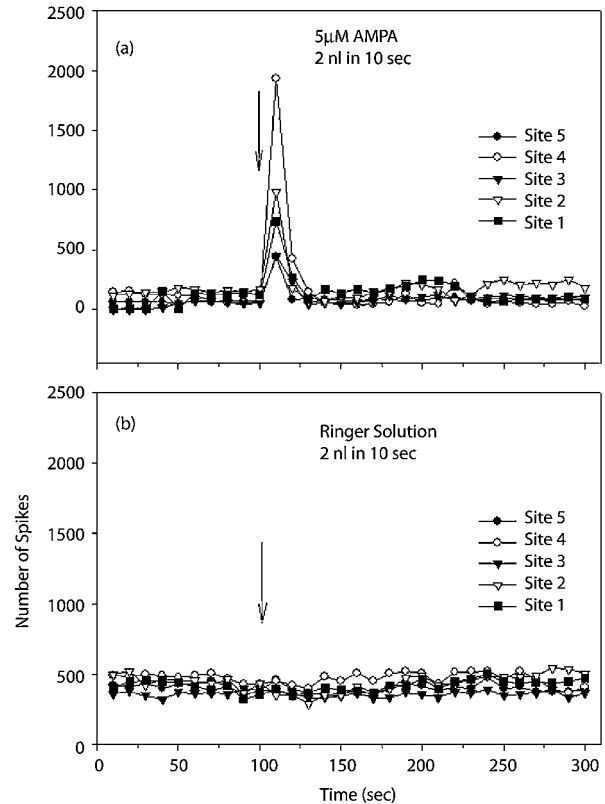 (a)
5μM AMPA
2 nl in 10 sec
2500
2000
1500
1000
500
0
Site 5
Site 4
Site 3
Site 2
Site 1
(b)
Ringer Solution
2 nl in 10 sec
2500
2000
1500
1000
500
0
Site 5
Site 4
Site 3
Site 2
Site 1
Number of Spikes
0 50 100 150 200 250 300
Time (sec)